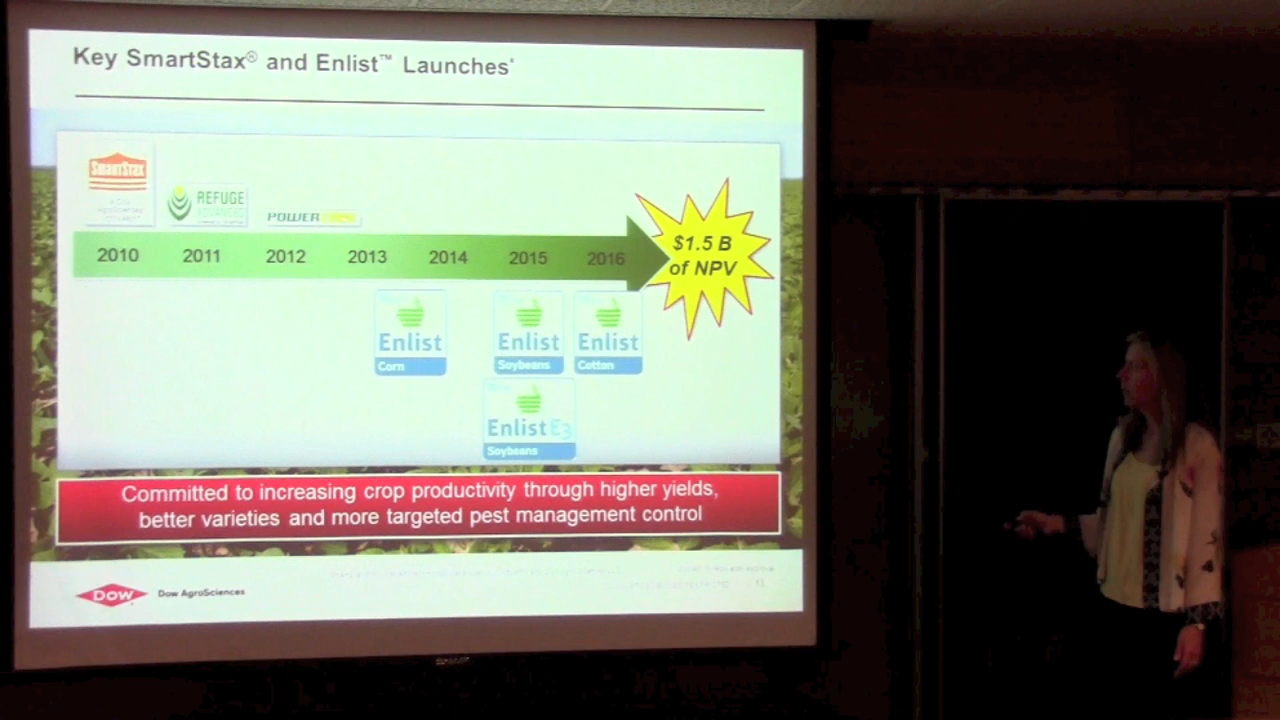 Key SmartStax® and Enlist™ Launches*
SmartStax
REFUGE
ADVANCED
POWER
2010 2011 2012 2013 2014 2015 2016
$1.5 B
of NPV
Enlist
Corn
Enlist
Soybeans
Enlist
Cotton
Enlist E3
Soybeans
Committed to increasing crop productivity through higher yields,
better varieties and more targeted pest management control
DOW
Dow AgroSciences